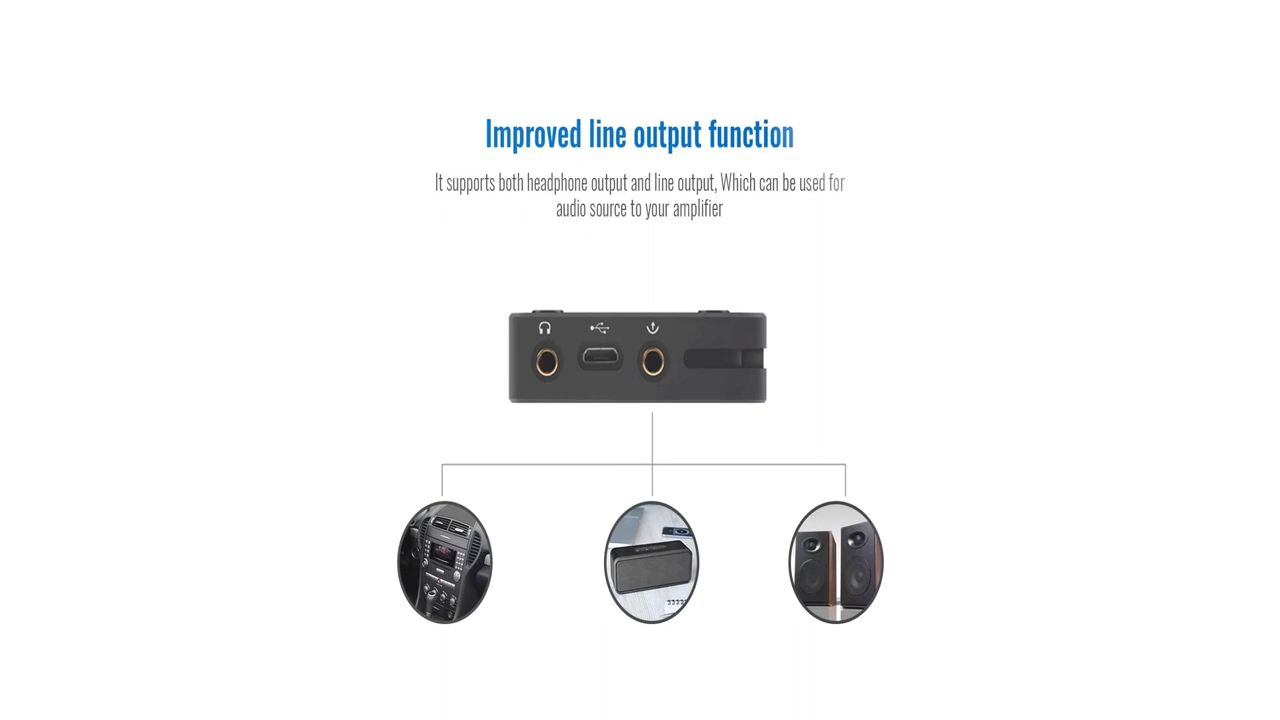 Improved line output function
It supports both headphone output and line output, Which can be used for
audio source to your amplifier